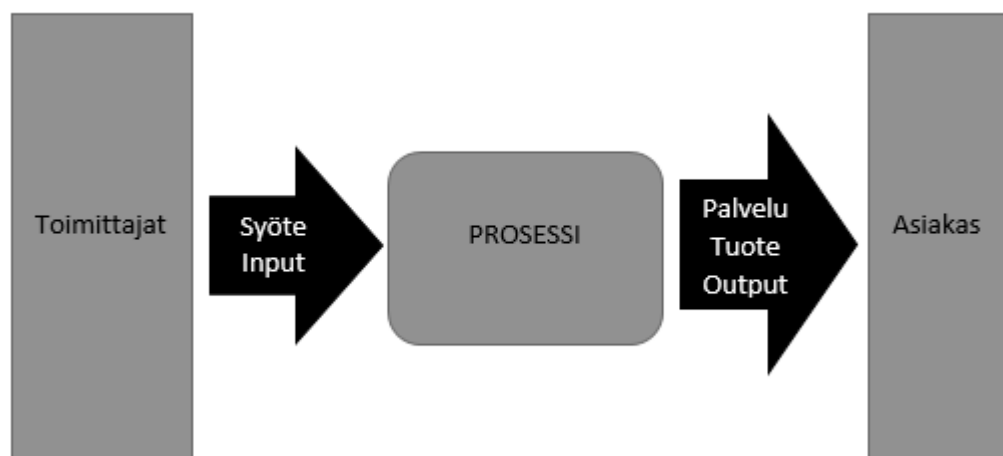 Toimittajat
Syöte
Input
PROSESSI
Palvelu
Tuote
Output
Asiakas